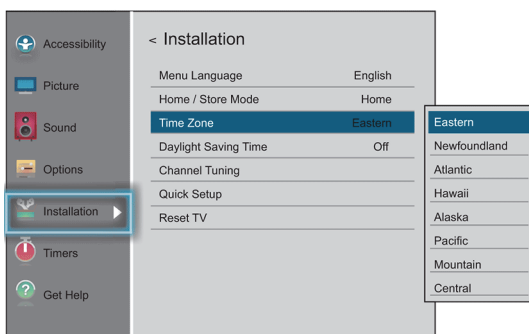 Accessibility
Picture
Sound
Options
Installation
Timers
Get Help
< Installation
Menu Language English
Home / Store Mode Home
Time Zone Eastern
Daylight Saving Time Off
Channel Tuning
Quick Setup
Reset TV
Eastern
Newfoundland
Atlantic
Hawaii
Alaska
Pacific
Mountain
Central